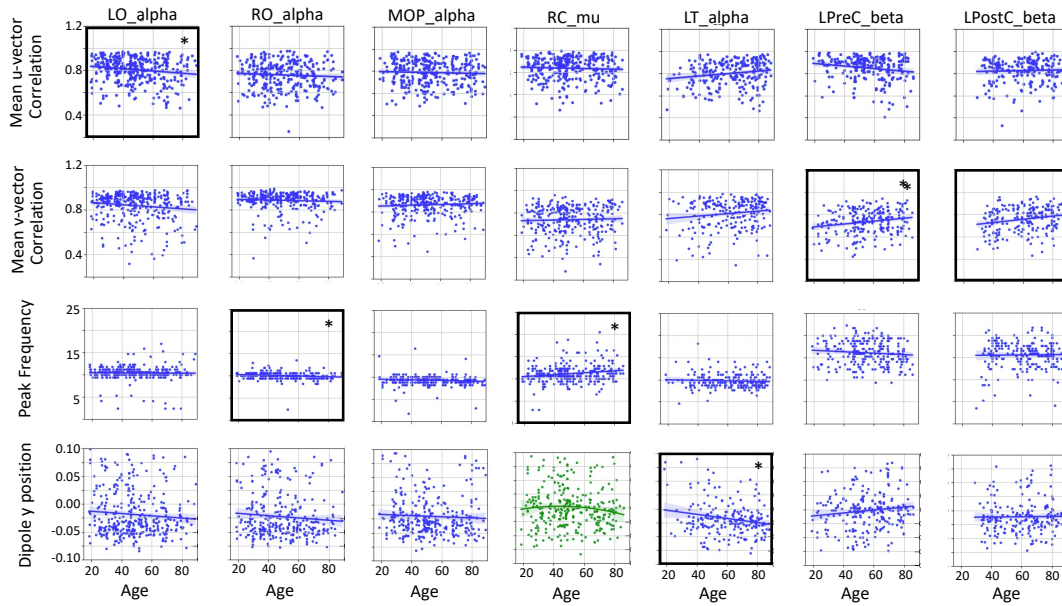 LO_alpha RO_alpha MOP_alpha RC_mu LT_alpha LPreC_beta LPostC_beta
Mean u-vector
Correlation
1.2
0.8
0.4
*
Mean v-vector
Correlation
1.2
0.8
0.4
**
Peak Frequency
25
15
5
*
*
Dipole y position
0.10
0.05
0.00
-0.05
-0.05
-0.10
*
20 40 60 80 20 40 60 80 20 40 60 80 20 40 60 80 20 40 60 80 20 40 60 80 20 40 60 80
Age Age Age Age Age Age Age